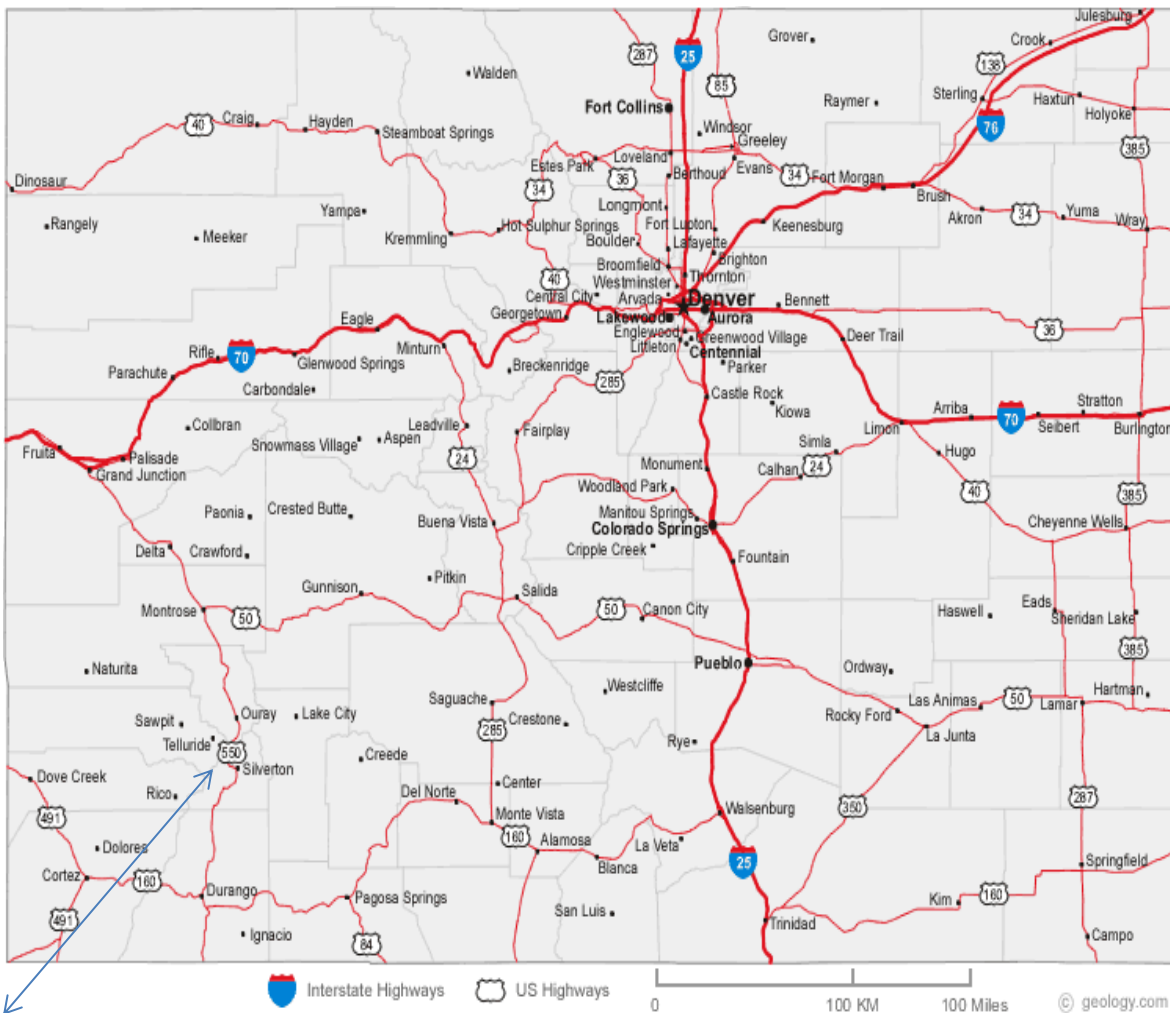 Julesburg
Grover
Crook
287
25
138
Walden
85
Sterling
Haxtun
Raymer
Fort Collins
Holyoke
76
Craig
Hayden
40
Steamboat Springs
Windsor
Greeley
385
Estes Park
Loveland
Evans
34
36
Berthoud
34
Fort Morgan
Dinosaur
Brush
Yampa
Longmont
Akron
34
Yuma
Wray
Rangely
Hot Sulphur Springs
Fort Lupton
Keenesburg
Meeker
Kremmling
Boulder
Lafayette
Brighton
Broomfield
Thornton
40
Westminster
Central City
Arvada
Denver
Bennett
Georgetown
Lakewood
Aurora
Eagle
Englewood
Greenwood Village
Deer Trail
36
Rifle
70
Minturn
Littleton
Centennial
Glenwood Springs
Breckenridge
Parker
Parachute
285
Carbondale
Castle Rock
Kiowa
Arriba
Stratton
70
Collbran
Leadville
Fairplay
Limon
Seibert
Burlington
Snowmass Village
Aspen
Simla
Fruita
Palisade
24
Hugo
Grand Junction
Monument
Calhan
24
Woodland Park
40
385
Paonia
Crested Butte
Manitou Springs
Buena Vista
Colorado Springs
Cheyenne Wells
Delta
Crawford
Cripple Creek
Fountain
Pitkin
Gunnison
Salida
Montrose
50
50
Canon City
Haswell
Eads
Sheridan Lake
385
Naturita
Pueblo
Ordway
Westcliffe
Hartman
Saguache
Las Animas
50
Lamar
Sawpit
Ouray
Lake City
Crestone
Rocky Ford
Telluride
285
La Junta
550
Creede
Rye
Silverton
Dove Creek
Center
Rico
Del Norte
287
350
491
Monte Vista
Walsenburg
160
Dolores
Alamosa
La Veta
25
Blanca
Springfield
Cortez
160
Durango
Pagosa Springs
Kim
160
491
San Luis
Trinidad
Ignacio
84
Campo
Interstate Highways
US Highways
0
100 KM
100 Miles
© geology.com